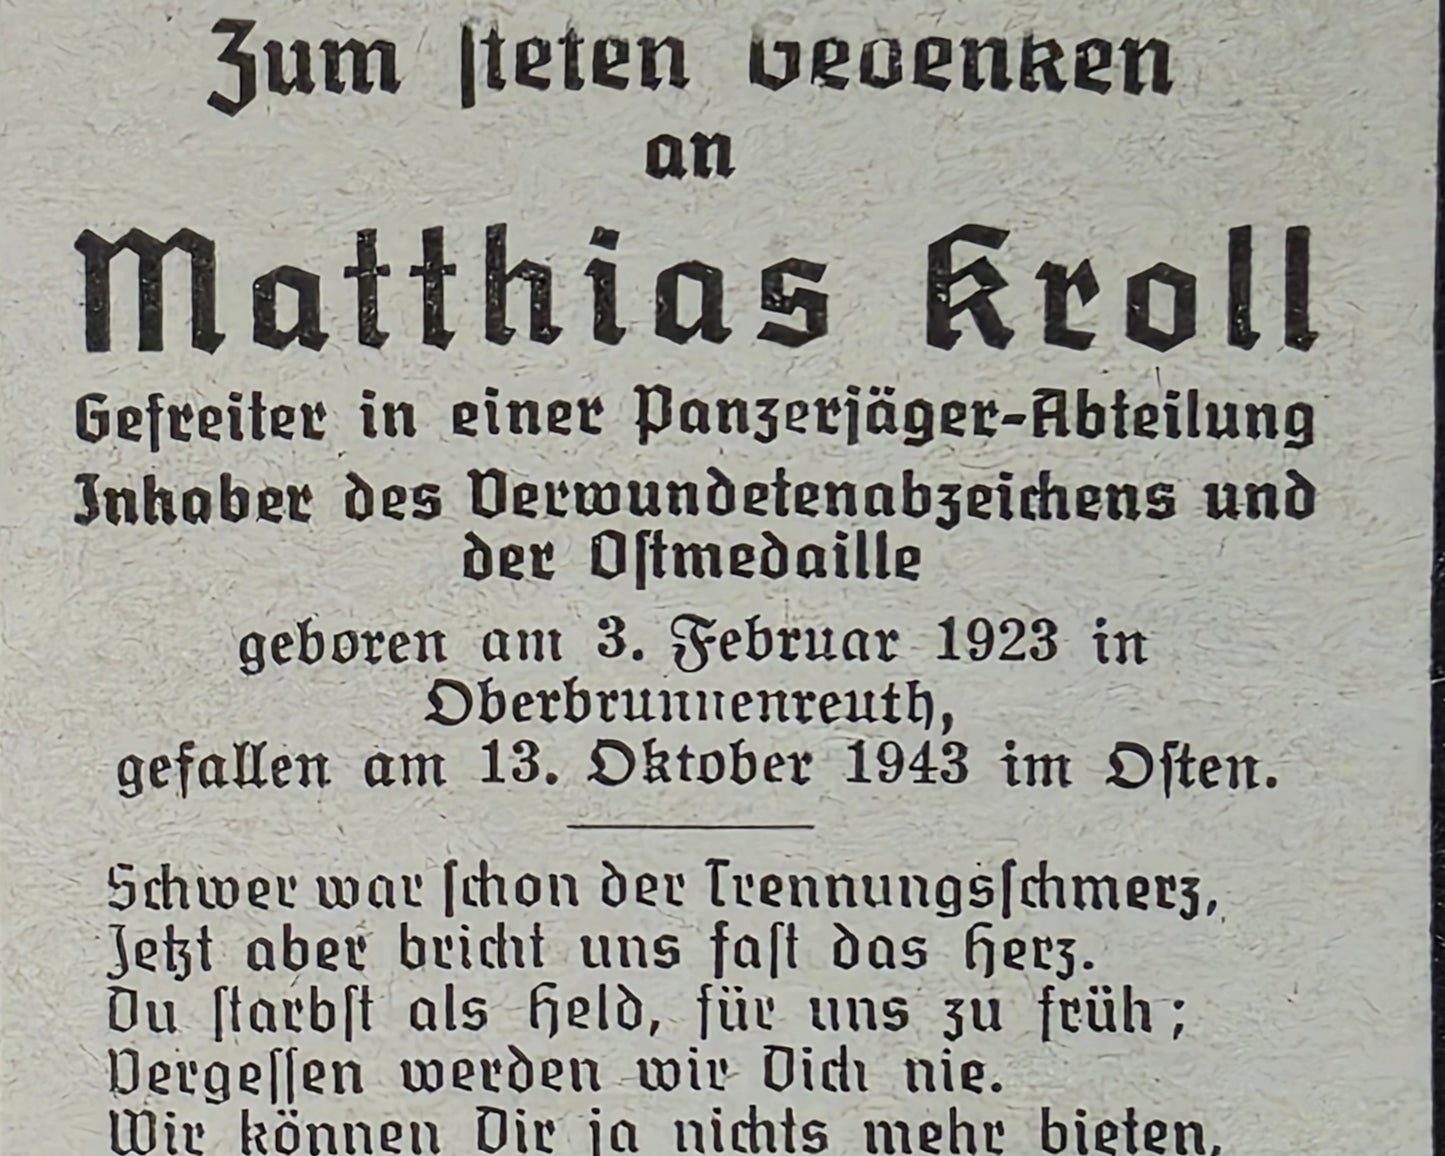 Zum steten Gedenken
an
Matthias Kroll
Gefreiter in einer Panzerjäger-Abteilung
Inhaber des Verwundetenabzeichens und
der Ostmedaille
geboren am 3. Februar 1923 in
Oberbrunnenreuth,
gefallen am 13. Oktober 1943 im Osten.
Schwer war schon der Trennungsschmerz,
Jetzt aber bricht uns fast das Herz.
Du starbst als Held, für uns zu früh;
Vergessen werden wir Dich nie.
Wir können Dir ja nichts mehr bieten,